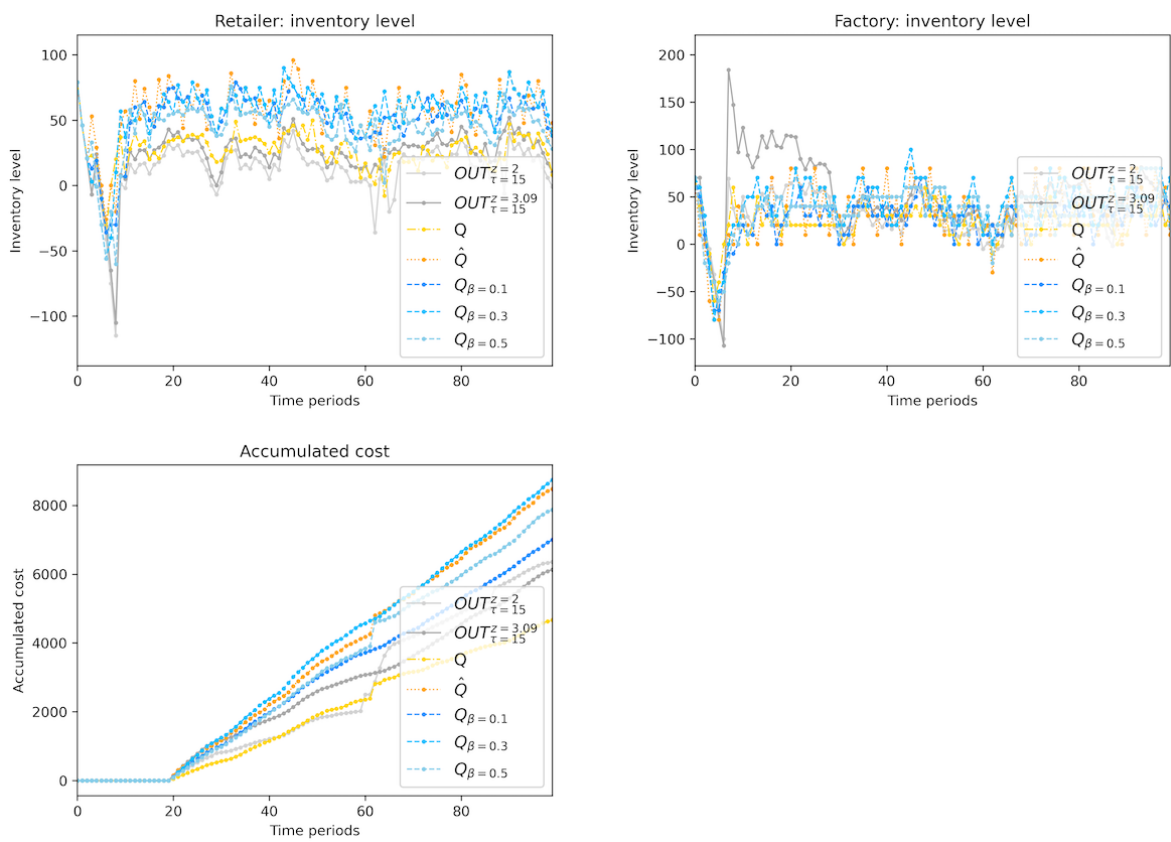 Retailer: inventory level
100
50
0
−50
−100
Inventory level
0 20 40 60 80
Time periods
OUT^{z=2}_{τ=15}
OUT^{z=3.09}_{τ=15}
Q
Q̂
Q_{β=0.1}
Q_{β=0.3}
Q_{β=0.5}
Factory: inventory level
200
150
100
50
0
−50
−100
Inventory level
0 20 40 60 80
Time periods
OUT^{z=2}_{τ=15}
OUT^{z=3.09}_{τ=15}
Q
Q̂
Q_{β=0.1}
Q_{β=0.3}
Q_{β=0.5}
Accumulated cost
8000
6000
4000
2000
0
Accumulated cost
0 20 40 60 80
Time periods
OUT^{z=2}_{τ=15}
OUT^{z=3.09}_{τ=15}
Q
Q̂
Q_{β=0.1}
Q_{β=0.3}
Q_{β=0.5}